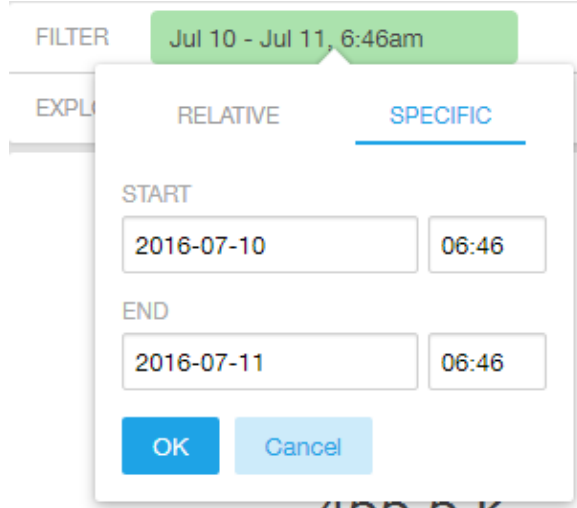 FILTER Jul 10 - Jul 11, 6:46am
EXPL
RELATIVE SPECIFIC
START
2016-07-10 06:46
END
2016-07-11 06:46
OK Cancel